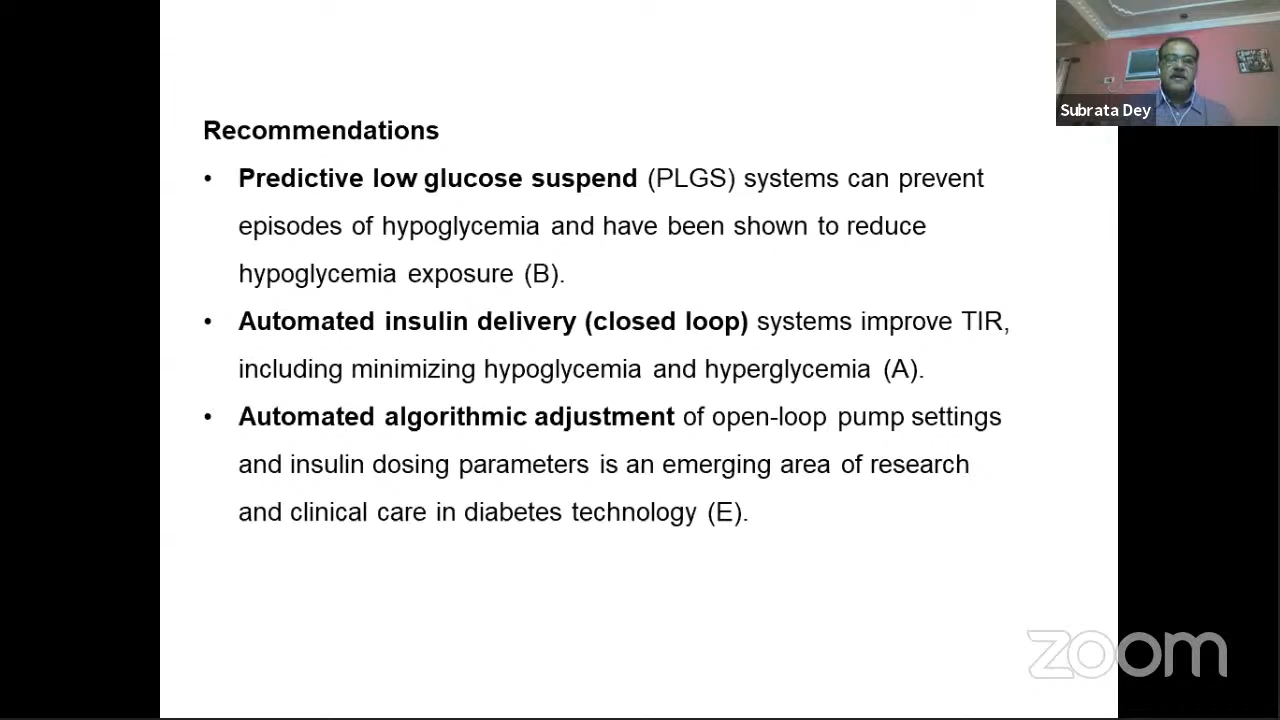 Recommendations
• Predictive low glucose suspend (PLGS) systems can prevent
episodes of hypoglycemia and have been shown to reduce
hypoglycemia exposure (B).
• Automated insulin delivery (closed loop) systems improve TIR,
including minimizing hypoglycemia and hyperglycemia (A).
• Automated algorithmic adjustment of open-loop pump settings
and insulin dosing parameters is an emerging area of research
and clinical care in diabetes technology (E).
Subrata Dey
zoom